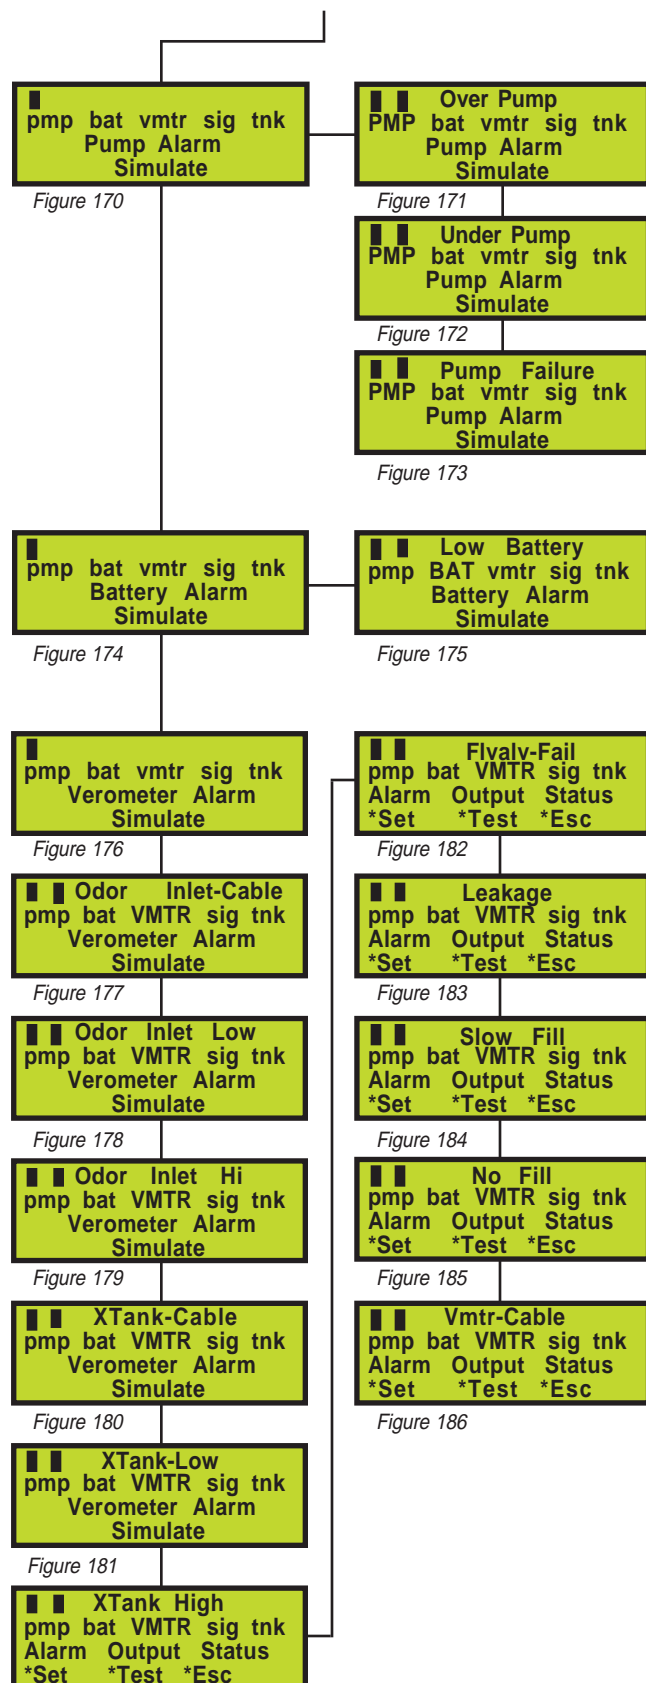 pmp bat vmtr sig tnk
Pump Alarm
Simulate
Figure 170
Over Pump
PMP bat vmtr sig tnk
Pump Alarm
Simulate
Figure 171
Under Pump
PMP bat vmtr sig tnk
Pump Alarm
Simulate
Figure 172
Pump Failure
PMP bat vmtr sig tnk
Pump Alarm
Simulate
Figure 173
pmp bat vmtr sig tnk
Battery Alarm
Simulate
Figure 174
Low Battery
pmp BAT vmtr sig tnk
Battery Alarm
Simulate
Figure 175
pmp bat vmtr sig tnk
Verometer Alarm
Simulate
Figure 176
Odor Inlet-Cable
pmp bat VMTR sig tnk
Verometer Alarm
Simulate
Figure 177
Odor Inlet Low
pmp bat VMTR sig tnk
Verometer Alarm
Simulate
Figure 178
Odor Inlet Hi
pmp bat VMTR sig tnk
Verometer Alarm
Simulate
Figure 179
XTank-Cable
pmp bat VMTR sig tnk
Verometer Alarm
Simulate
Figure 180
XTank-Low
pmp bat VMTR sig tnk
Verometer Alarm
Simulate
Figure 181
XTank High
pmp bat VMTR sig tnk
Alarm Output Status
*Set *Test *Esc
Flvalv-Fail
pmp bat VMTR sig tnk
Alarm Output Status
*Set *Test *Esc
Figure 182
Leakage
pmp bat VMTR sig tnk
Alarm Output Status
*Set *Test *Esc
Figure 183
Slow Fill
pmp bat VMTR sig tnk
Alarm Output Status
*Set *Test *Esc
Figure 184
No Fill
pmp bat VMTR sig tnk
Alarm Output Status
*Set *Test *Esc
Figure 185
Vmtr-Cable
pmp bat VMTR sig tnk
Alarm Output Status
*Set *Test *Esc
Figure 186